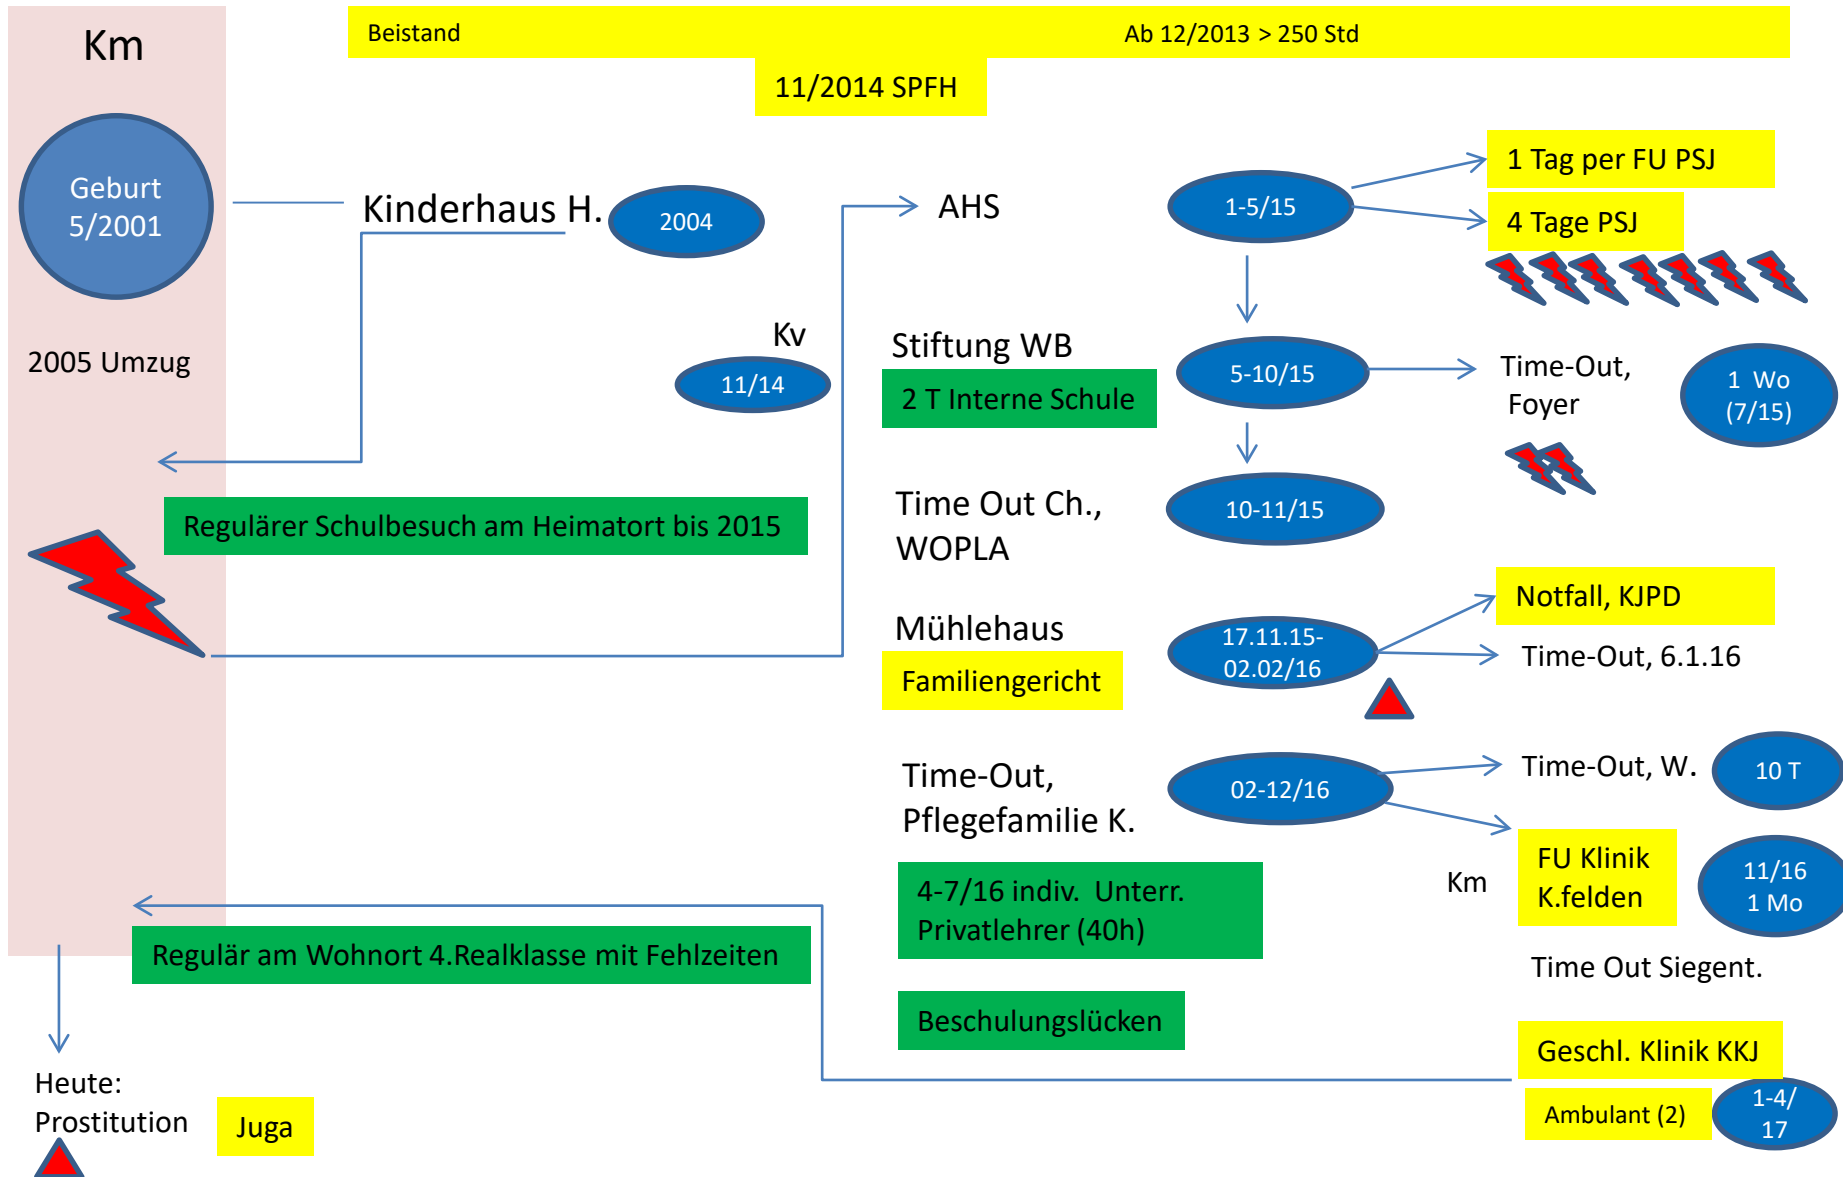 Km
Beistand
Ab 12/2013 > 250 Std
11/2014 SPFH
Geburt
5/2001
Kinderhaus H.
2004
AHS
1-5/15
1 Tag per FU PSJ
4 Tage PSJ
2005 Umzug
Kv
11/14
Stiftung WB
2 T Interne Schule
5-10/15
Time-Out,
Foyer
1 Wo
(7/15)
Regulärer Schulbesuch am Heimatort bis 2015
Time Out Ch.,
WOPLA
10-11/15
Mühlehaus
Familiengericht
17.11.15-
02.02/16
Notfall, KJPD
Time-Out, 6.1.16
Time-Out,
Pflegefamilie K.
02-12/16
Time-Out, W.
10 T
Km
FU Klinik
K.felden
11/16
1 Mo
4-7/16 indiv. Unterr.
Privatlehrer (40h)
Regulär am Wohnort 4.Realklasse mit Fehlzeiten
Time Out Siegent.
Beschulungslücken
Geschl. Klinik KKJ
Ambulant (2)
1-4/
17
Heute:
Prostitution
Juga